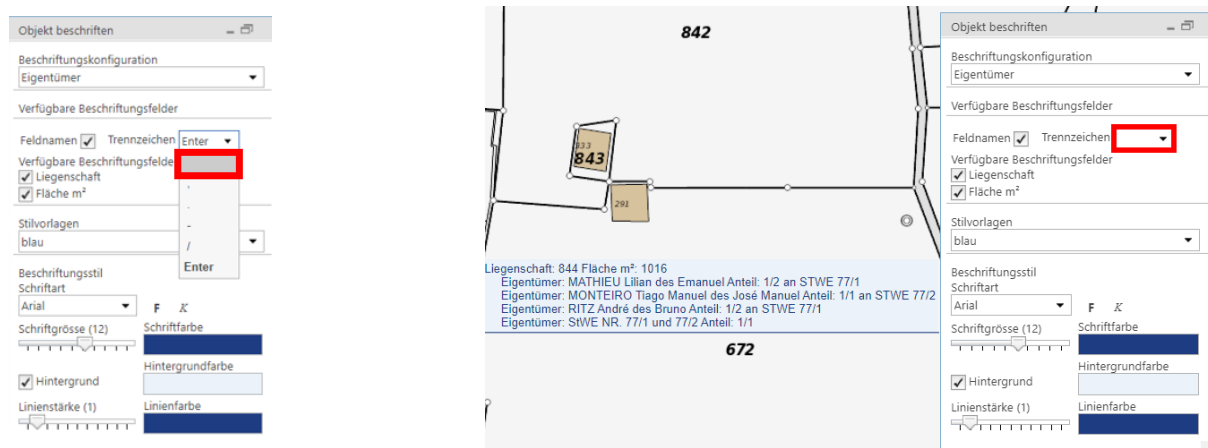 Objekt beschriften
Beschriftungskonfiguration
Eigentümer
Verfügbare Beschriftungsfelder
Feldnamen Trennzeichen Enter
Verfügbare Beschriftungsfelde
Liegenschaft
Fläche m²
,
.
-
/
Enter
Stilvorlagen
blau
Beschriftungsstil
Schriftart
Arial F K
Schriftgrösse (12) Schriftfarbe
Hintergrundfarbe
Hintergrund
Linienstärke (1) Linienfarbe
842
333
843
291
Liegenschaft: 844 Fläche m²: 1016
Eigentümer: MATHIEU Lilian des Emanuel Anteil: 1/2 an STWE 77/1
Eigentümer: MONTEIRO Tiago Manuel des José Manuel Anteil: 1/1 an STWE 77/2
Eigentümer: RITZ André des Bruno Anteil: 1/2 an STWE 77/1
Eigentümer: StWE NR. 77/1 und 77/2 Anteil: 1/1
672
Objekt beschriften
Beschriftungskonfiguration
Eigentümer
Verfügbare Beschriftungsfelder
Feldnamen Trennzeichen
Verfügbare Beschriftungsfelder
Liegenschaft
Fläche m²
Stilvorlagen
blau
Beschriftungsstil
Schriftart
Arial F K
Schriftgrösse (12) Schriftfarbe
Hintergrundfarbe
Hintergrund
Linienstärke (1) Linienfarbe